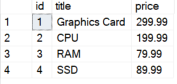 id title price
1 1 Graphics Card 299.99
2 2 CPU 199.99
3 3 RAM 79.99
4 4 SSD 89.99